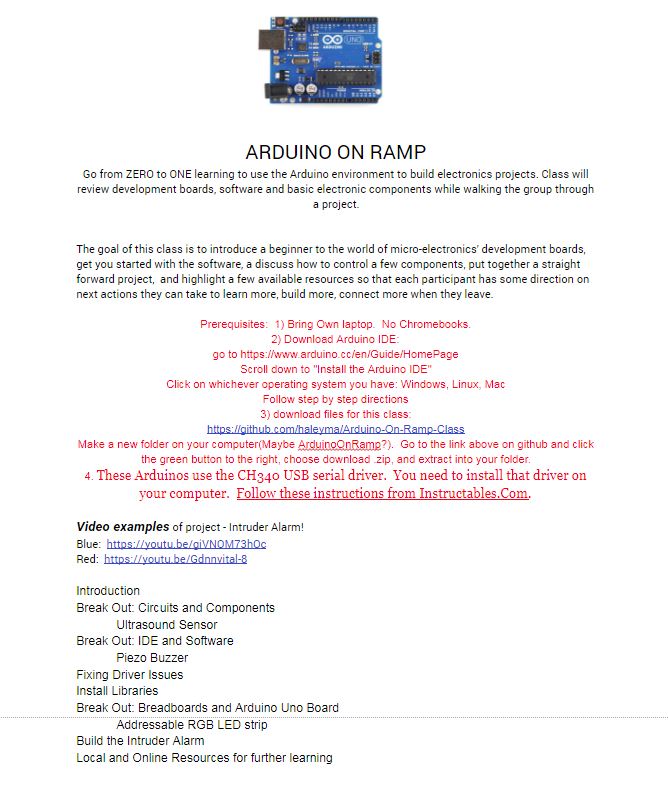 UNO
ARDUINO
ARDUINO ON RAMP
Go from ZERO to ONE learning to use the Arduino environment to build electronics projects. Class will
review development boards, software and basic electronic components while walking the group through
a project.
The goal of this class is to introduce a beginner to the world of micro-electronics' development boards,
get you started with the software, a discuss how to control a few components, put together a straight
forward project,  and highlight a few available resources so that each participant has some direction on
next actions they can take to learn more, build more, connect more when they leave.
Prerequisites:  1) Bring Own laptop.  No Chromebooks.
2) Download Arduino IDE:
go to https://www.arduino.cc/en/Guide/HomePage
Scroll down to "Install the Arduino IDE"
Click on whichever operating system you have: Windows, Linux, Mac
Follow step by step directions
3) download files for this class:
https://github.com/haleyma/Arduino-On-Ramp-Class
Make a new folder on your computer(Maybe ArduinoOnRamp?).  Go to the link above on github and click
the green button to the right, choose download .zip, and extract into your folder.
4. These Arduinos use the CH340 USB serial driver.  You need to install that driver on
your computer.  Follow these instructions from Instructables.Com.
Video examples of project - Intruder Alarm!
Blue:  https://youtu.be/giVN0M73hOc
Red:  https://youtu.be/Gdnnvital-8
Introduction
Break Out: Circuits and Components
Ultrasound Sensor
Break Out: IDE and Software
Piezo Buzzer
Fixing Driver Issues
Install Libraries
Break Out: Breadboards and Arduino Uno Board
Addressable RGB LED strip
Build the Intruder Alarm
Local and Online Resources for further learning